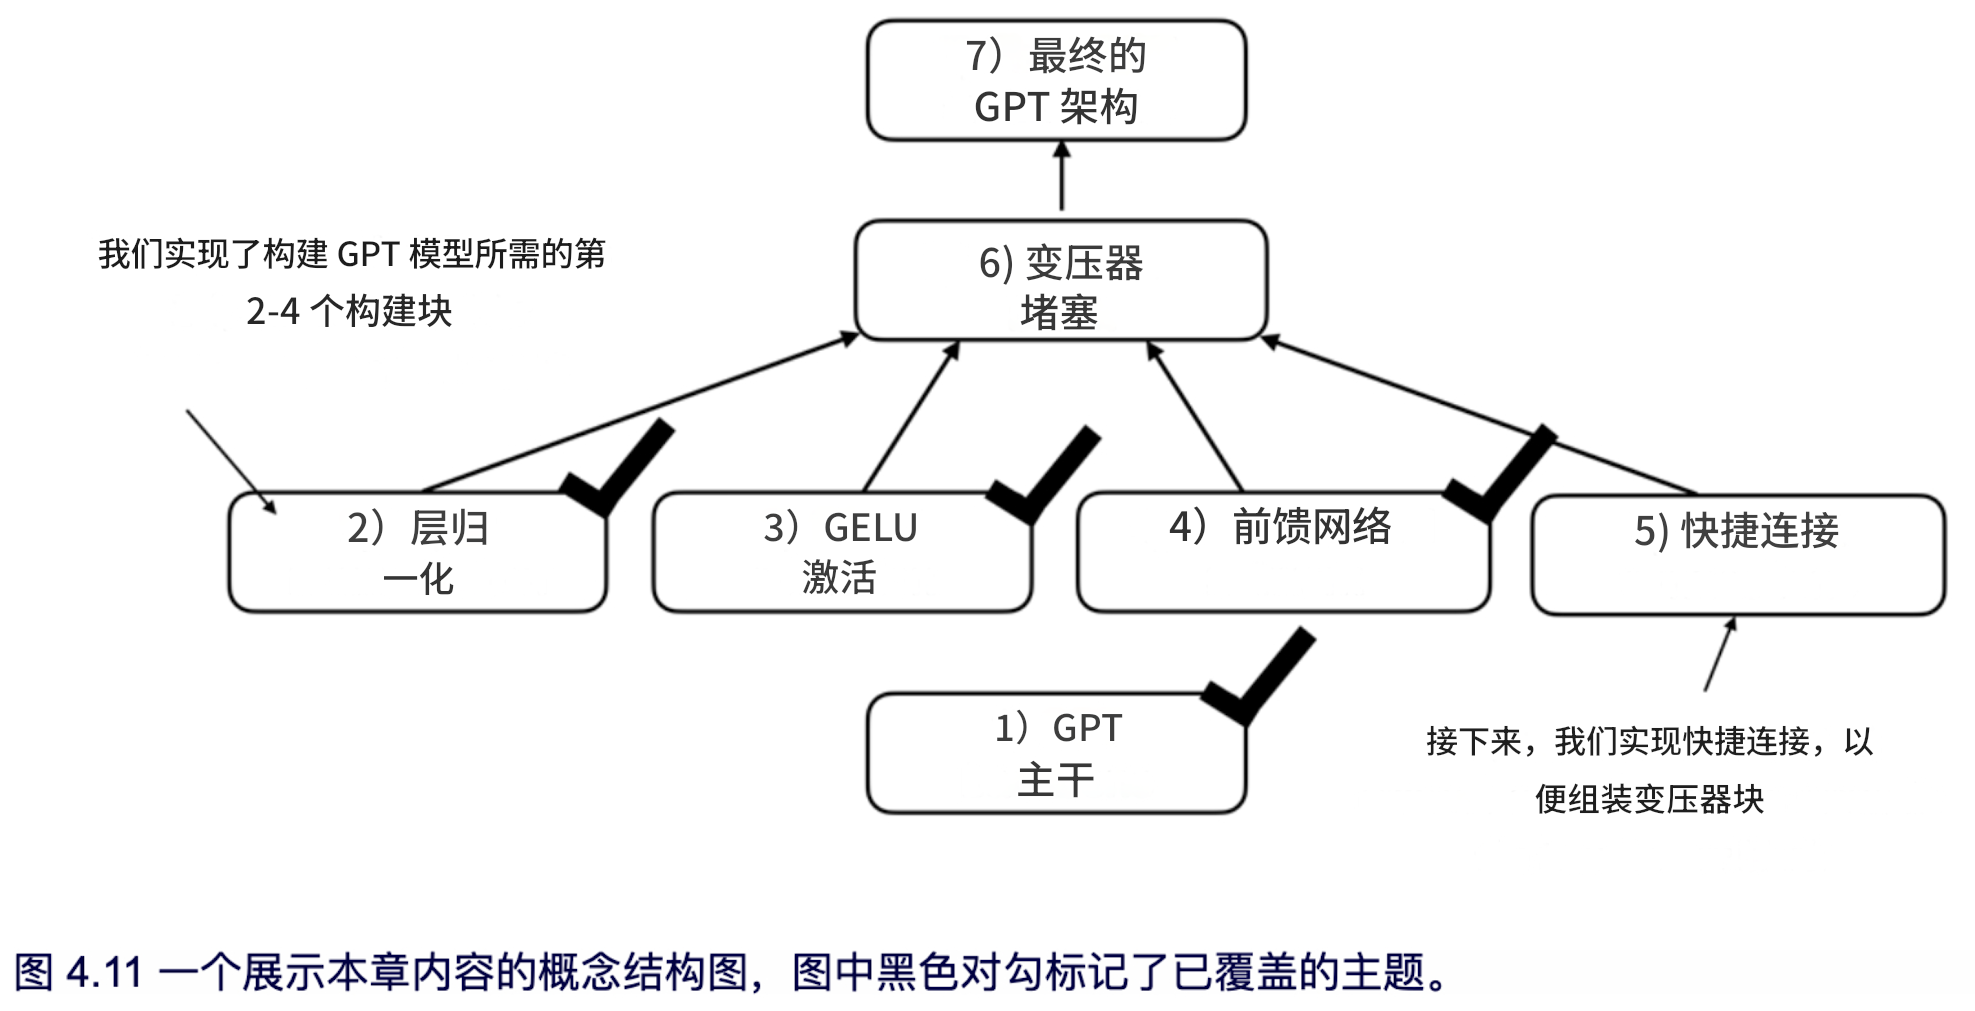 7）最终的
GPT 架构
我们实现了构建 GPT 模型所需的第
2-4 个构建块
6) 变压器
堵塞
2）层归
一化
3）GELU
激活
4）前馈网络
5) 快捷连接
1）GPT
主干
接下来，我们实现快捷连接，以
便组装变压器块
图 4.11 一个展示本章内容的概念结构图，图中黑色对勾标记了已覆盖的主题。